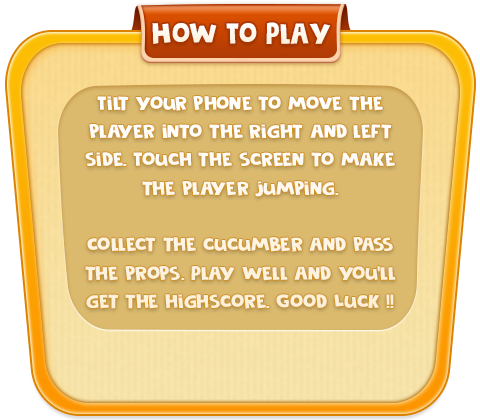 HOW TO PLAY
TILT YOUR PHONE TO MOVE THE
PLAYER INTO THE RIGHT AND LEFT
SIDE. TOUCH THE SCREEN TO MAKE
THE PLAYER JUMPING.
COLLECT THE CUCUMBER AND PASS
THE PROPS. PLAY WELL AND YOU'LL
GET THE HIGHSCORE. GOOD LUCK !!